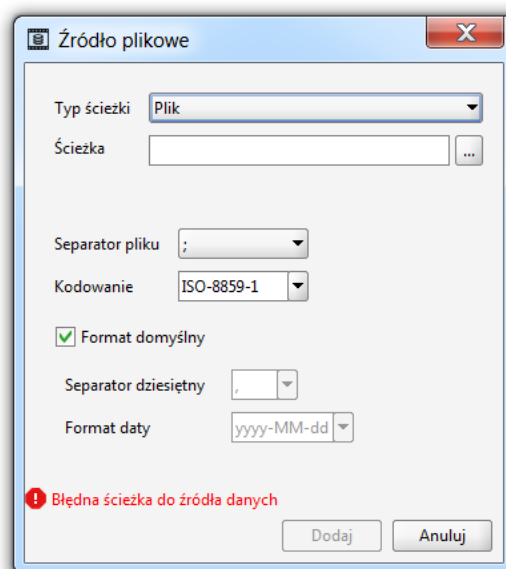 Źródło plikowe
Typ ścieżki Plik
Ścieżka ...
Separator pliku ;
Kodowanie ISO-8859-1
Format domyślny
Separator dziesiętny ,
Format daty yyyy-MM-dd
Błędna ścieżka do źródła danych
Dodaj Anuluj